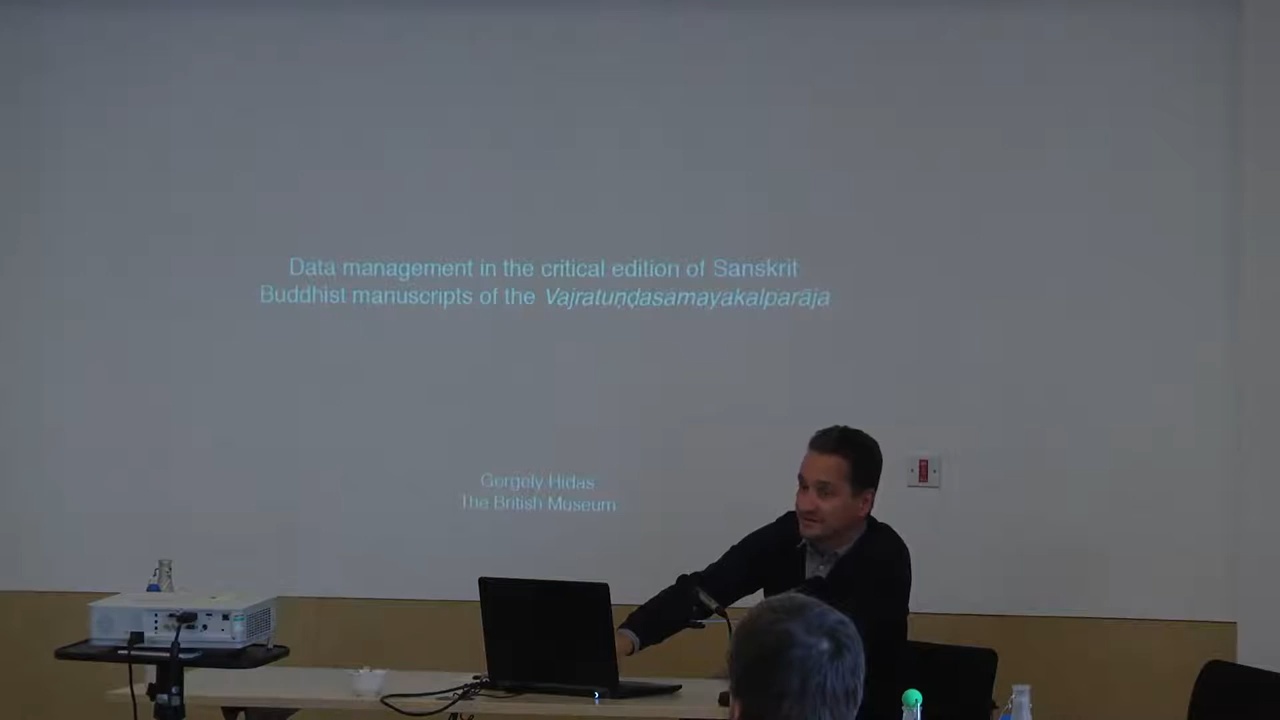 Data management in the critical edition of Sanskrit
Buddhist manuscripts of the Vajratuṇḍasamayakalparāja
Gergely Hidas
The British Museum